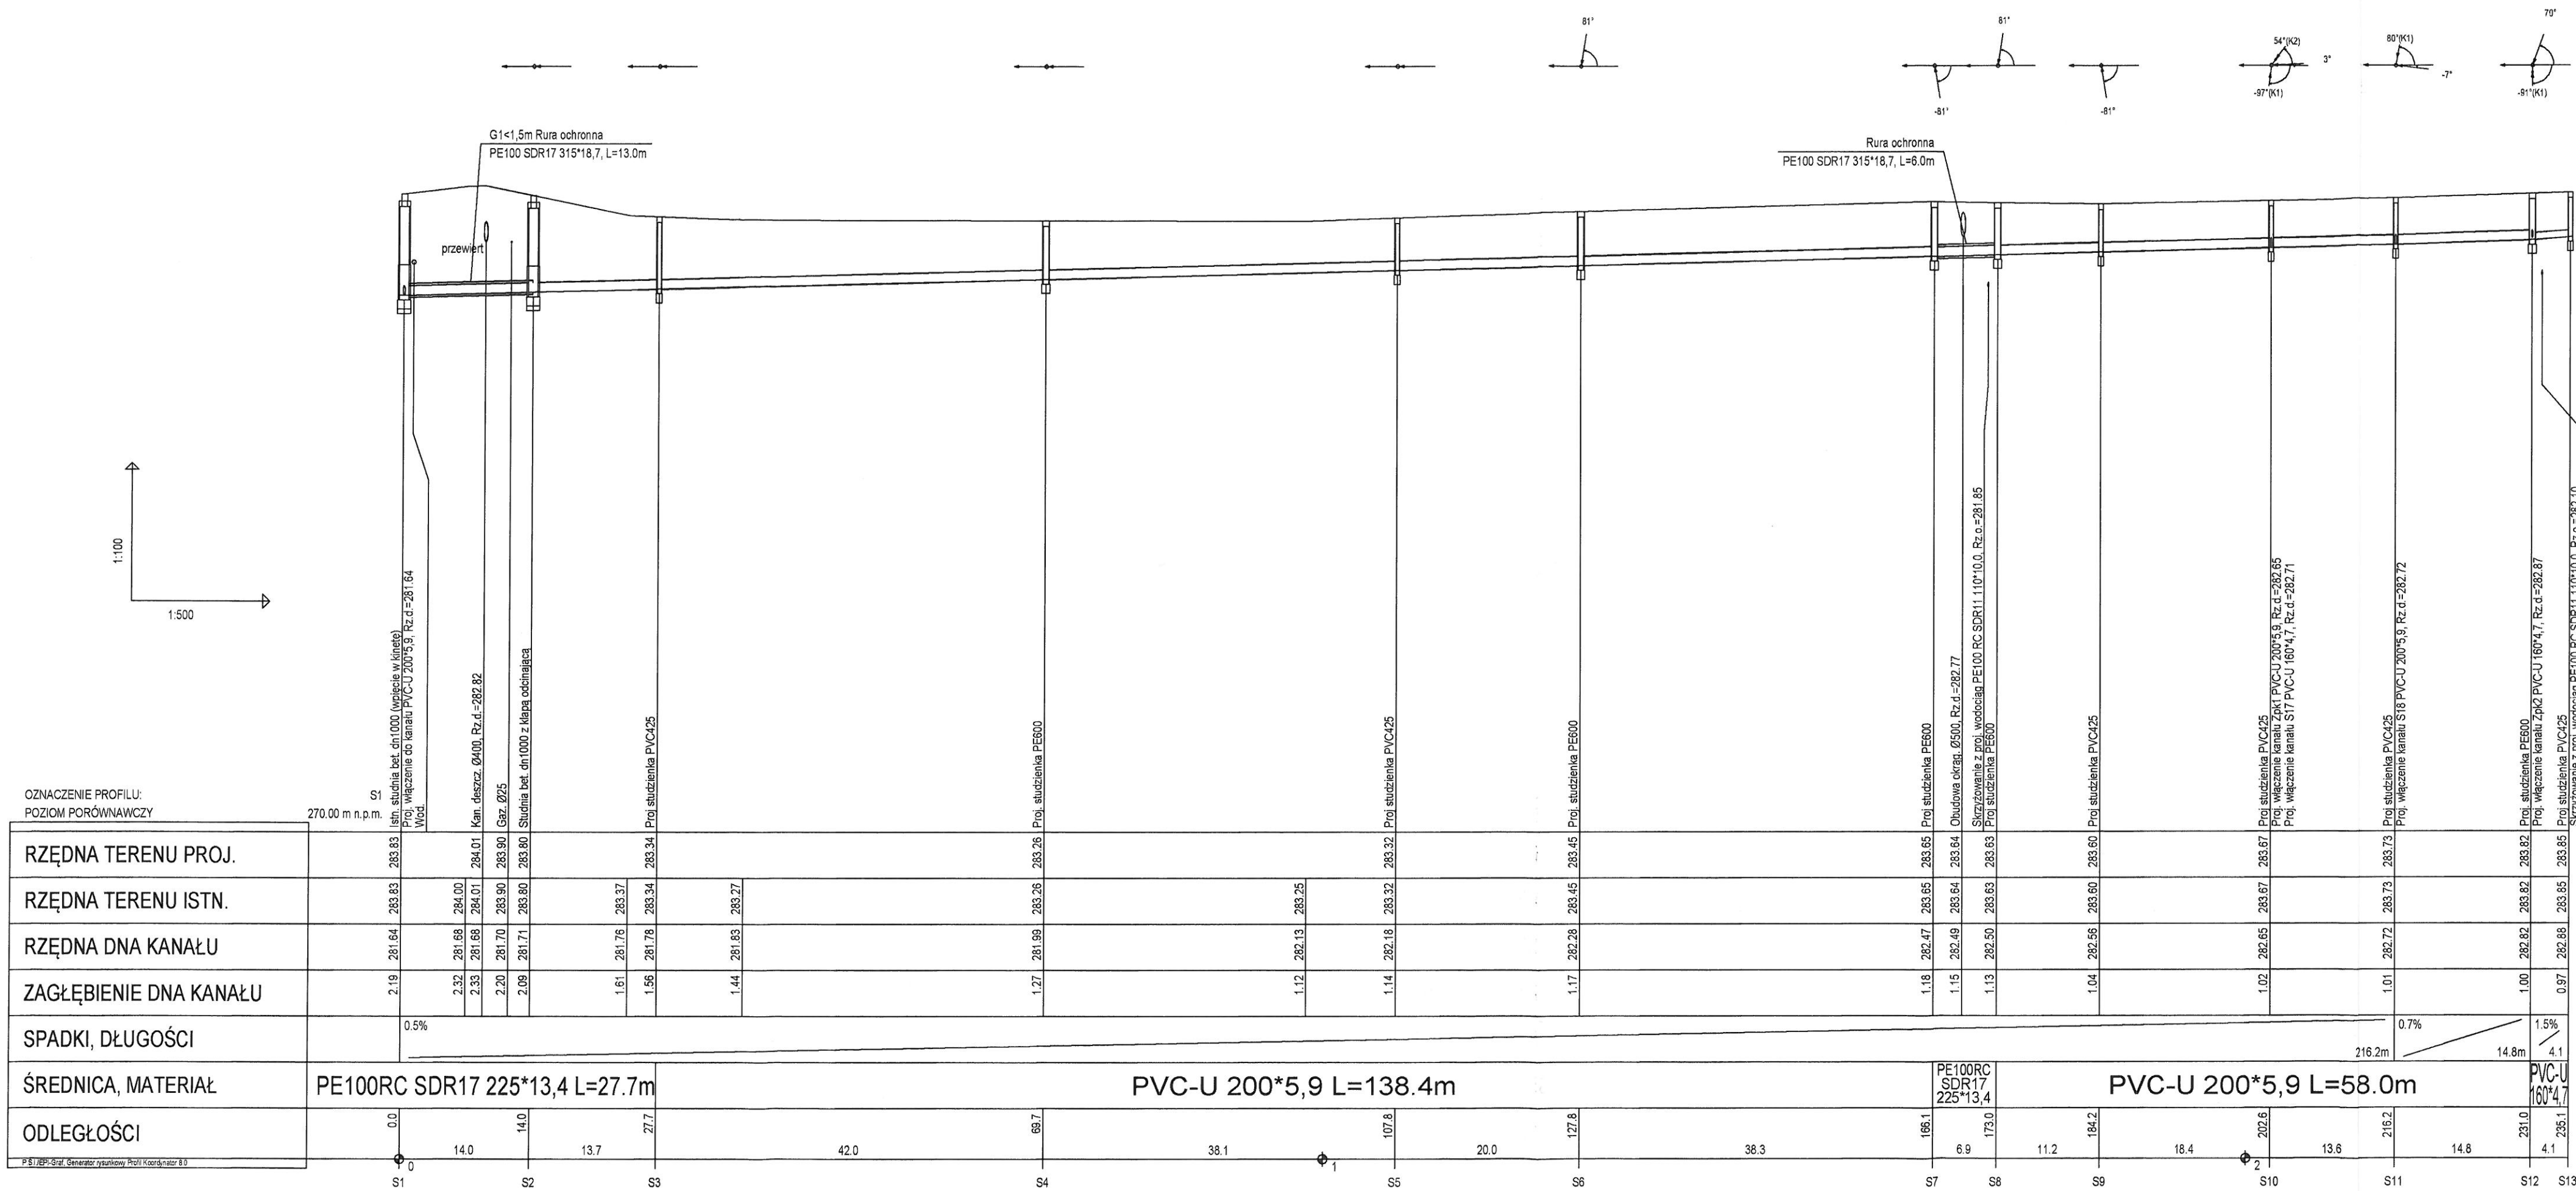 81°
81°
70°
54°(K2)
3°
80°(K1)
-7°
-81°
-81°
-97°(K1)
-91°(K1)
G1<1,5m Rura ochronna
PE100 SDR17 315*18,7, L=13.0m
Rura ochronna
PE100 SDR17 315*18,7, L=6.0m
przewiert
1:100
1:500
Istn. studnia bet. dn1000 (wpięcie w kinetę)
Proj. włączenie do kanału PVC-U 200*5,9, Rz.d.=281.64
Wod.
Kan. deszcz. Ø400, Rz.d.=282.82
Gaz. Ø25
Studnia bet. dn1000 z klapą odcinającą
Proj studzienka PVC425
Proj. studzienka PE600
Proj studzienka PVC425
Proj. studzienka PE600
Proj studzienka PE600
Obudowa okrąg. Ø500, Rz.d.=282.77
Skrzyżowanie z proj. wodociąg PE100 RC SDR11 110*10,0, Rz.o.=281.85
Proj studzienka PE600
Proj studzienka PVC425
Proj studzienka PVC425
Proj. włączenie kanału Zpk1 PVC-U 200*5,9, Rz.d.=282.65
Proj. włączenie kanału S17 PVC-U 160*4,7, Rz.d.=282.71
Proj studzienka PVC425
Proj. włączenie kanału S18 PVC-U 200*5,9, Rz.d.=282.72
Proj. studzienka PE600
Proj. włączenie kanału Zpk2 PVC-U 160*4,7, Rz.d.=282.87
Proj studzienka PVC425
Skrzyżowanie z proj. wodociąg PE100 RC SDR11 110*10,0, Rz.o.=282.10
OZNACZENIE PROFILU: S1
POZIOM PORÓWNAWCZY 270.00 m n.p.m.
RZĘDNA TERENU PROJ. 283.83 284.01 283.90 283.80 283.34 283.26 283.32 283.45 283.65 283.64 283.63 283.60 283.67 283.73 283.82 283.85
RZĘDNA TERENU ISTN. 283.83 284.00 284.01 283.90 283.80 283.37 283.34 283.27 283.26 283.25 283.32 283.45 283.65 283.64 283.63 283.60 283.67 283.73 283.82 283.85
RZĘDNA DNA KANAŁU 281.64 281.68 281.68 281.70 281.71 281.76 281.78 281.83 281.99 282.13 282.18 282.28 282.47 282.49 282.50 282.56 282.65 282.72 282.82 282.88
ZAGŁĘBIENIE DNA KANAŁU 2.19 2.32 2.33 2.20 2.09 1.61 1.56 1.44 1.27 1.12 1.14 1.17 1.18 1.15 1.13 1.04 1.02 1.01 1.00 0.97
SPADKI, DŁUGOŚCI 0.5% 216.2m 0.7% 14.8m 1.5% 4.1
ŚREDNICA, MATERIAŁ PE100RC SDR17 225*13,4 L=27.7m PVC-U 200*5,9 L=138.4m
PE100RC
SDR17
225*13,4
PVC-U 200*5,9 L=58.0m
PVC-U
160*4,7
ODLEGŁOŚCI 0.0 14.0 27.7 69.7 107.8 127.8 166.1 173.0 184.2 202.6 216.2 231.0 235.1
14.0 13.7 42.0 38.1 20.0 38.3 6.9 11.2 18.4 13.6 14.8 4.1
0 1 2
S1 S2 S3 S4 S5 S6 S7 S8 S9 S10 S11 S12 S13